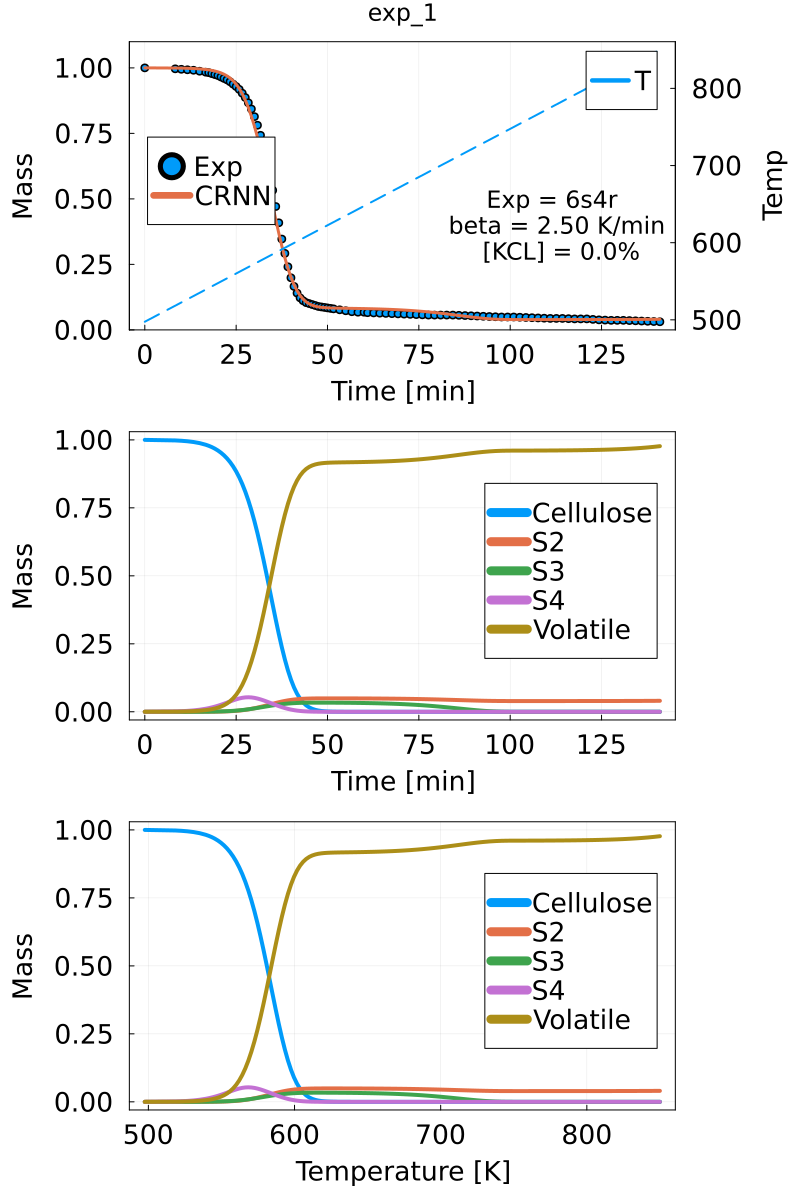 exp_1
1.00
0.75
0.50
0.25
0.00
Mass
800
700
600
500
Temp
T
Exp
CRNN
Exp = 6s4r
beta = 2.50 K/min
[KCL] = 0.0%
0 25 50 75 100 125
Time [min]
1.00
0.75
0.50
0.25
0.00
Mass
Cellulose
S2
S3
S4
Volatile
0 25 50 75 100 125
Time [min]
1.00
0.75
0.50
0.25
0.00
Mass
Cellulose
S2
S3
S4
Volatile
500 600 700 800
Temperature [K]